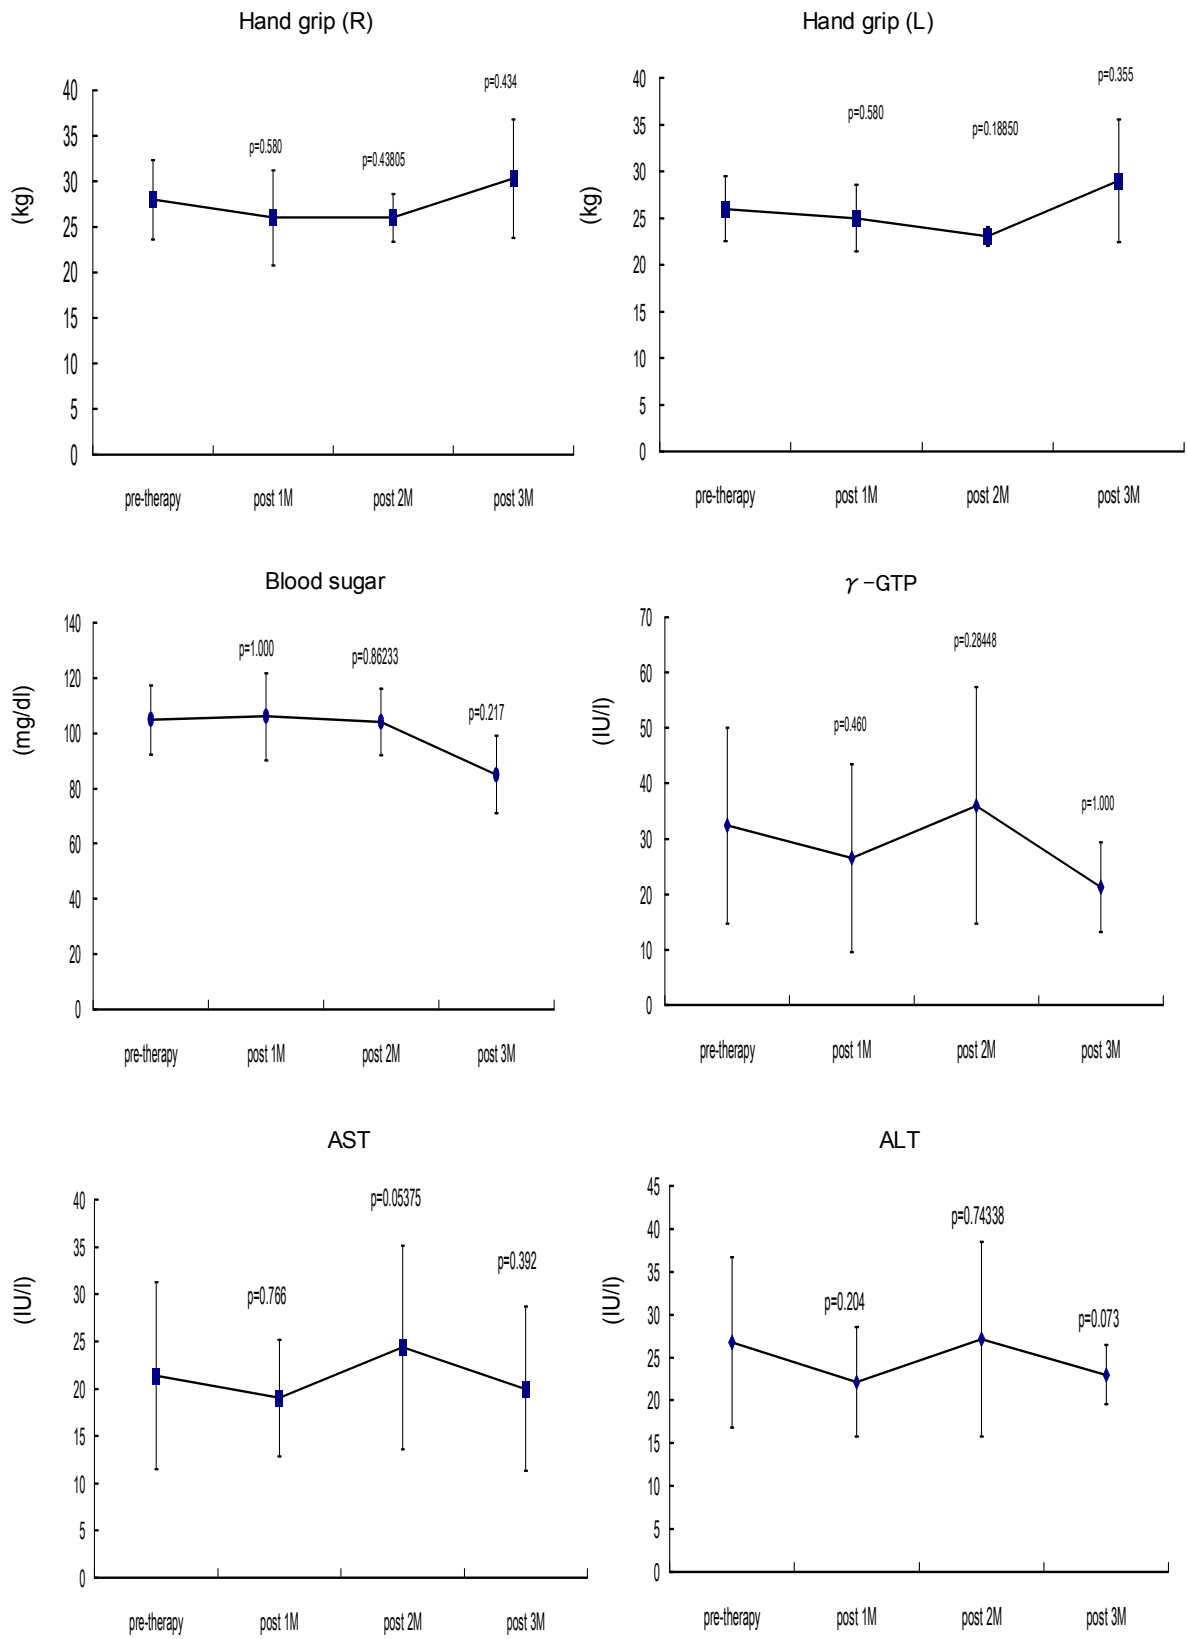 Hand grip (R)
(kg)
40
35
30
25
20
15
10
5
0
p=0.580
p=0.43805
p=0.434
pre-therapy post 1M post 2M post 3M
Hand grip (L)
(kg)
40
35
30
25
20
15
10
5
0
p=0.580
p=0.18850
p=0.355
pre-therapy post 1M post 2M post 3M
Blood sugar
(mg/dl)
140
120
100
80
60
40
20
0
p=1.000
p=0.86233
p=0.217
pre-therapy post 1M post 2M post 3M
γ-GTP
(IU/l)
70
60
50
40
30
20
10
0
p=0.460
p=0.28448
p=1.000
pre-therapy post 1M post 2M post 3M
AST
(IU/l)
40
35
30
25
20
15
10
5
0
p=0.766
p=0.05375
p=0.392
pre-therapy post 1M post 2M post 3M
ALT
(IU/l)
45
40
35
30
25
20
15
10
5
0
p=0.204
p=0.74338
p=0.073
pre-therapy post 1M post 2M post 3M